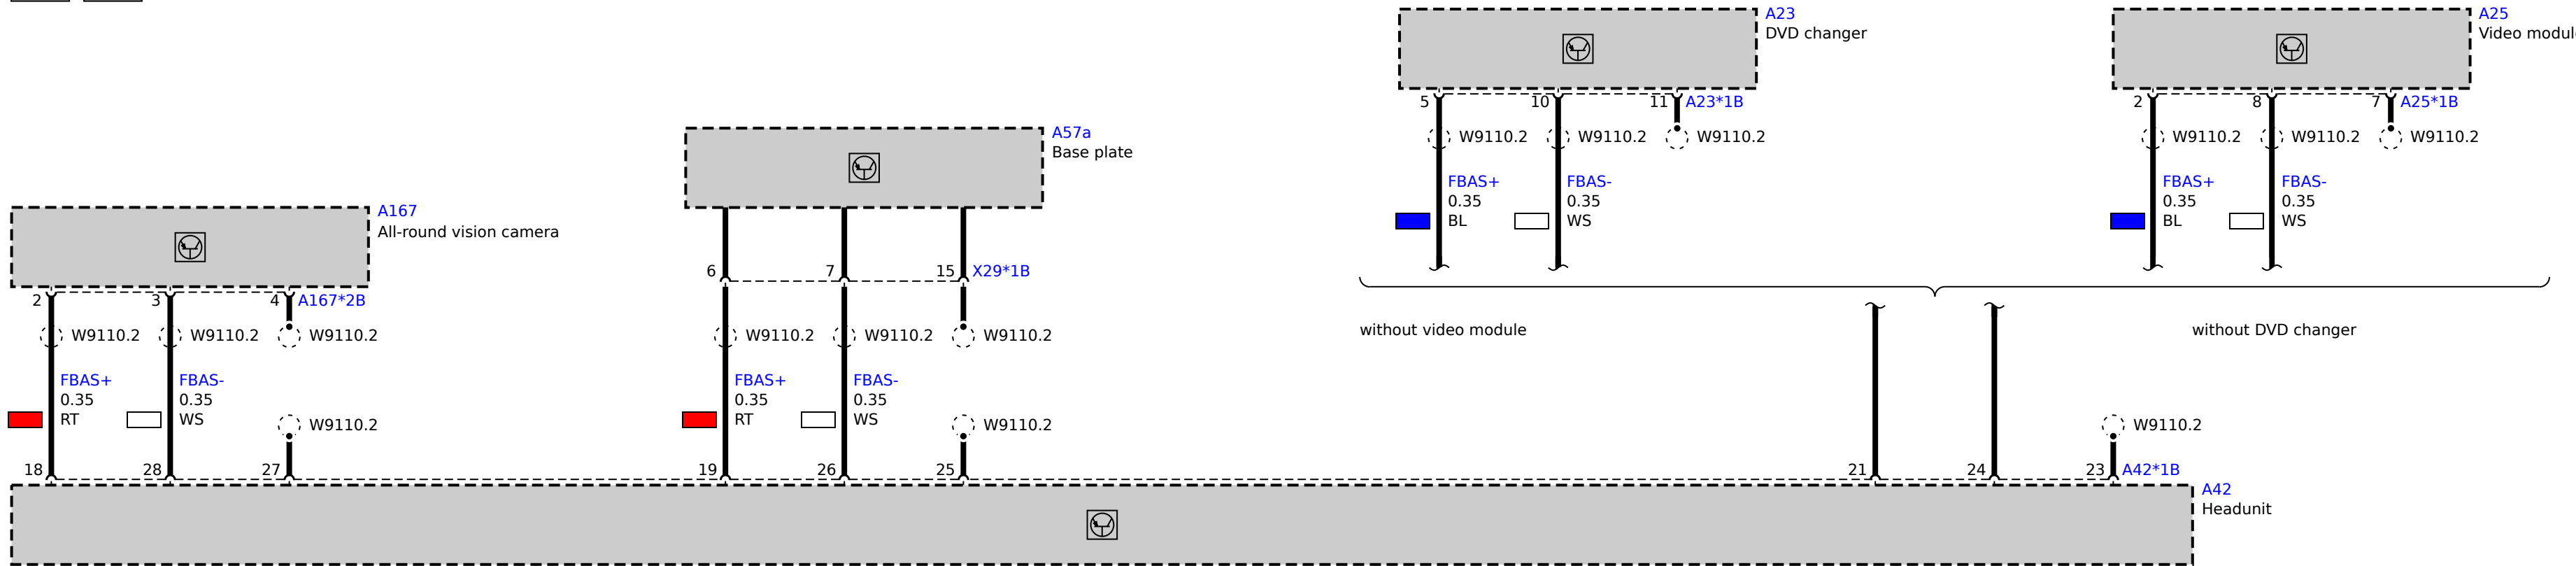 A23
DVD changer
A25
Video modul
5
10
11
A23*1B
2
8
7
A25*1B
W9110.2
W9110.2
W9110.2
W9110.2
W9110.2
W9110.2
A57a
Base plate
FBAS+
0.35
BL
FBAS-
0.35
WS
FBAS+
0.35
BL
FBAS-
0.35
WS
A167
All-round vision camera
6
7
15
X29*1B
2
3
4
A167*2B
W9110.2
W9110.2
W9110.2
W9110.2
W9110.2
W9110.2
without video module
without DVD changer
FBAS+
0.35
RT
FBAS-
0.35
WS
W9110.2
FBAS+
0.35
RT
FBAS-
0.35
WS
W9110.2
W9110.2
18
28
27
19
26
25
21
24
23
A42*1B
A42
Headunit